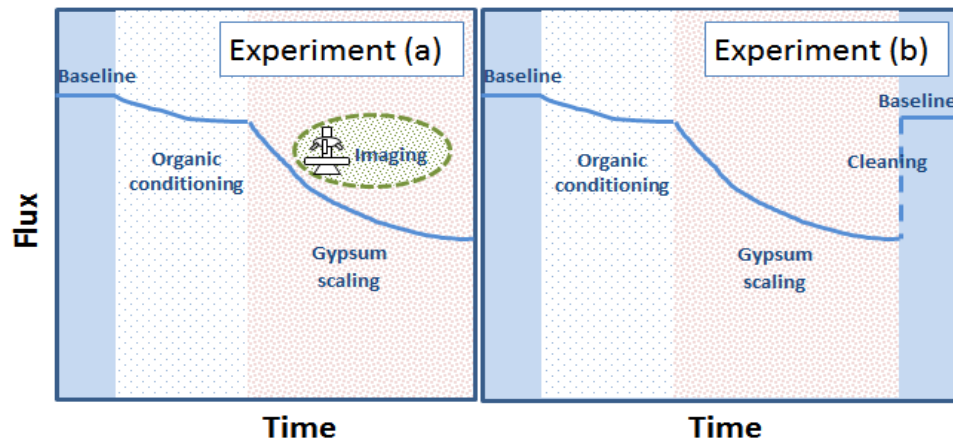 Experiment (a)
Baseline
Organic
conditioning
Imaging
Gypsum
scaling
Flux
Time
Experiment (b)
Baseline
Baseline
Organic
conditioning
Cleaning
Gypsum
scaling
Time